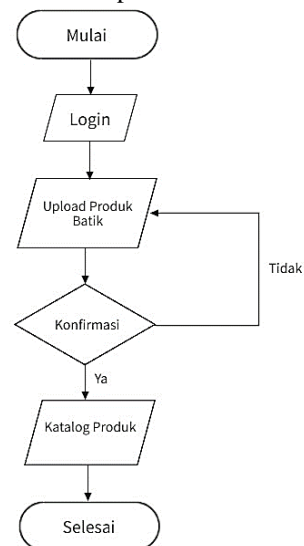 Mulai
Login
Upload Produk
Batik
Tidak
Konfirmasi
Ya
Katalog Produk
Selesai